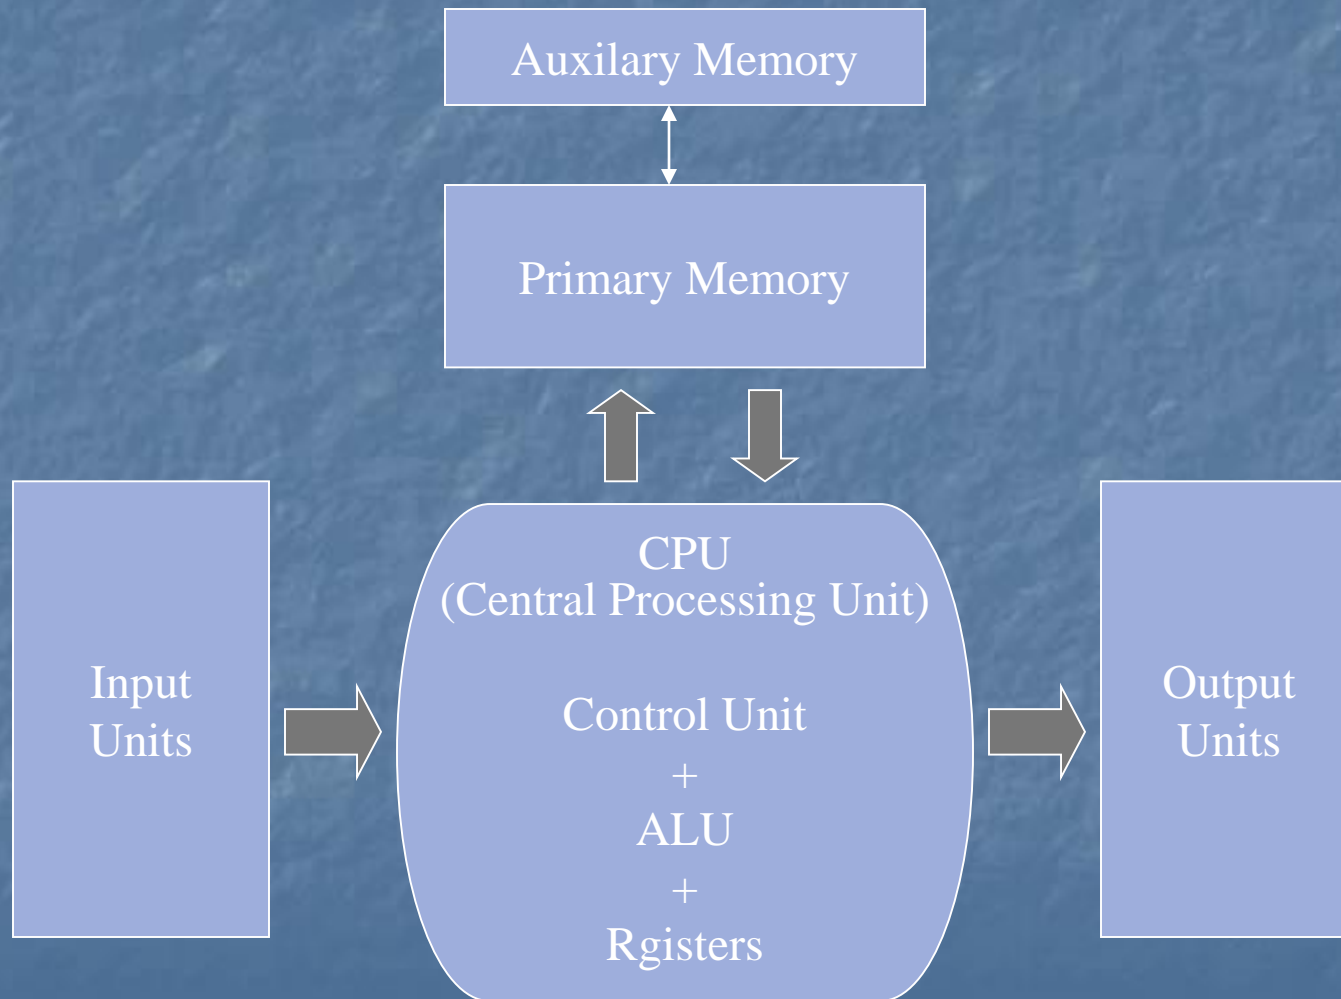 Auxilary Memory
Primary Memory
CPU
(Central Processing Unit)
Control Unit
+
ALU
+
Rgisters
Input
Units
Output
Units